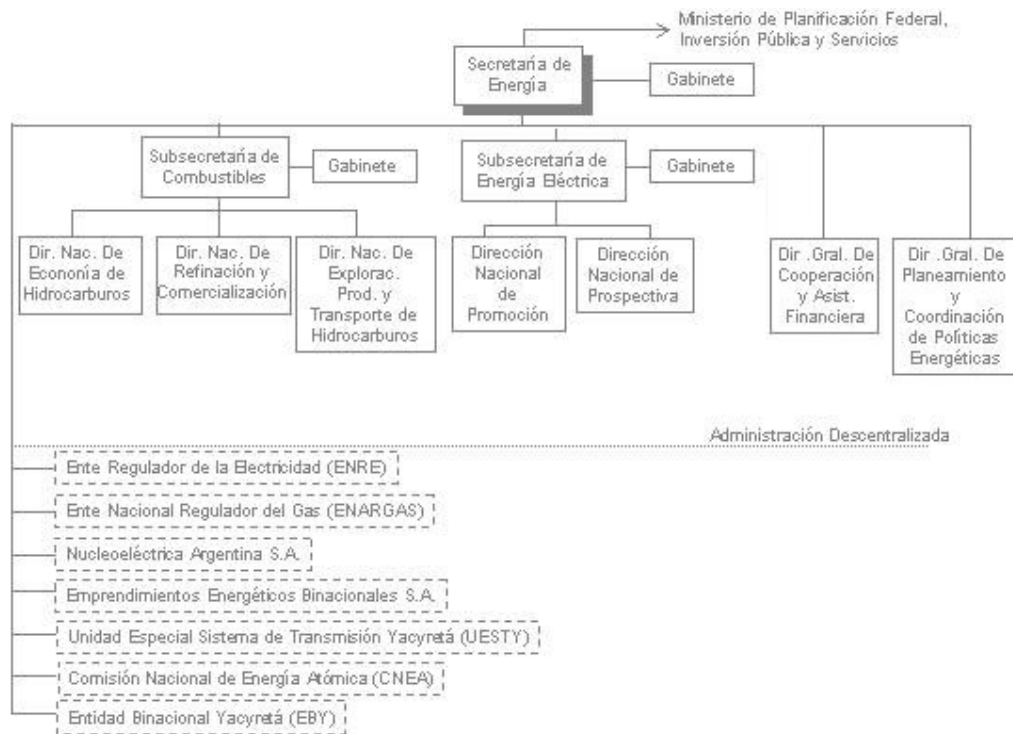 Ministerio de Planificación Federal,
Inversión Pública y Servicios
Secretaría de
Energía
Gabinete
Subsecretaría de
Combustibles
Gabinete
Subsecretaría de
Energía Eléctrica
Gabinete
Dir. Nac. De
Economía de
Hidrocarburos
Dir. Nac. De
Refinación y
Comercialización
Dir. Nac. De
Explorac.
Prod. y
Transporte de
Hidrocarburos
Dirección
Nacional
de
Promoción
Dirección
Nacional de
Prospectiva
Dir .Gral. De
Cooperación
y Asist.
Financiera
Dir .Gral. De
Planeamiento
y
Coordinación
de Políticas
Energéticas
Administración Descentralizada
Ente Regulador de la Electricidad (ENRE)
Ente Nacional Regulador del Gas (ENARGAS)
Nucleoeléctrica Argentina S.A.
Emprendimientos Energéticos Binacionales S.A.
Unidad Especial Sistema de Transmisión Yacyretá (UESTY)
Comisión Nacional de Energía Atómica (CNEA)
Entidad Binacional Yacyretá (EBY)